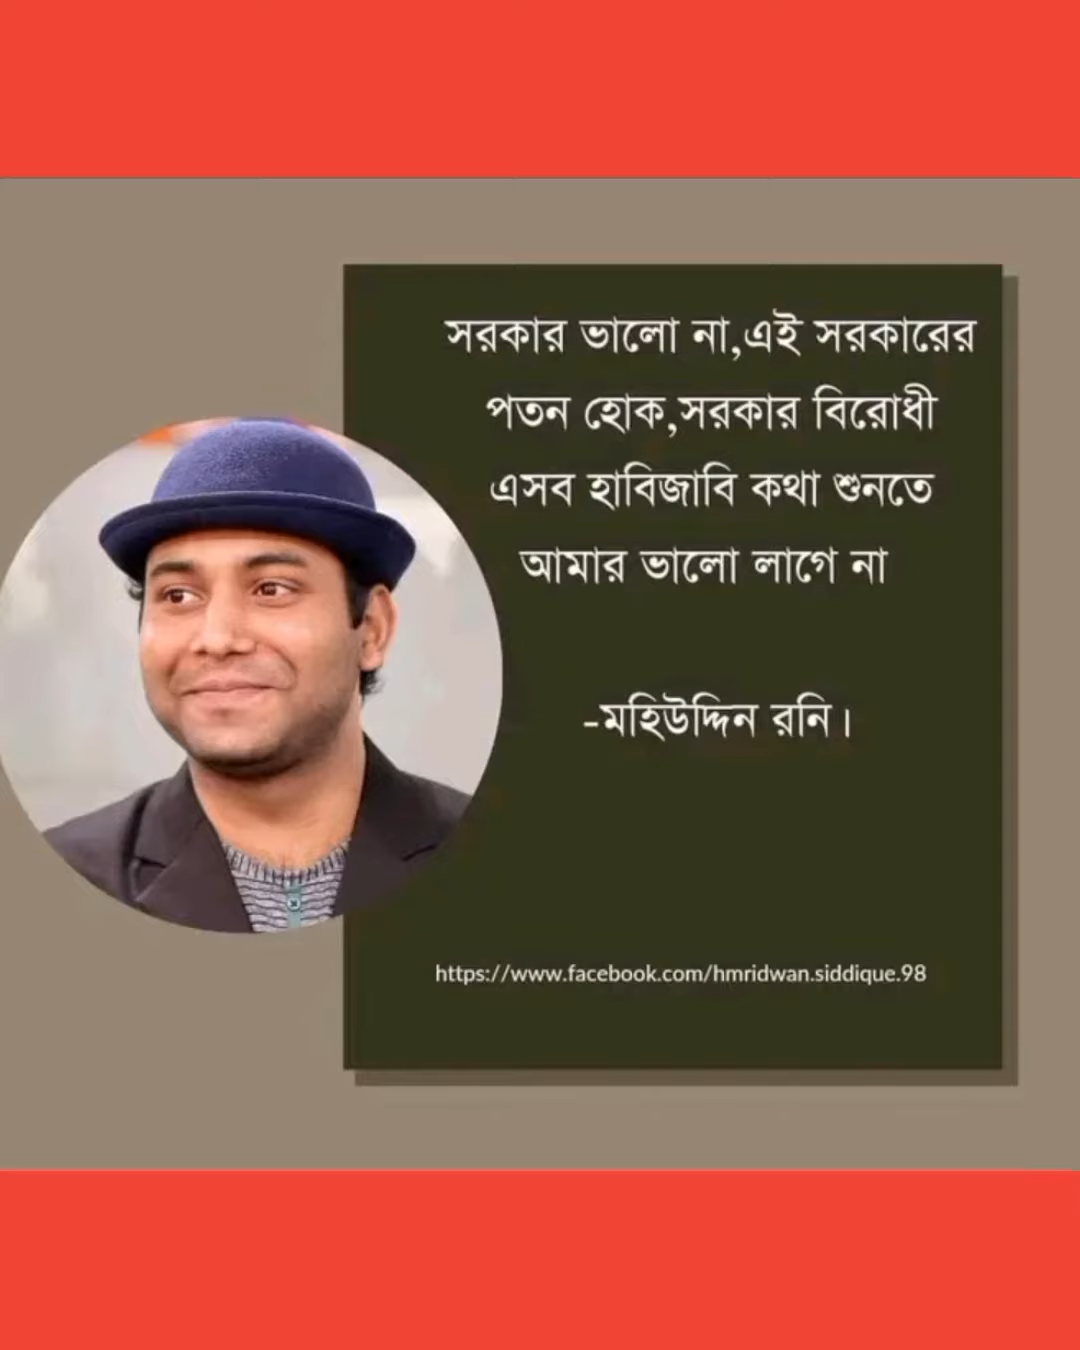 সরকার ভালো না,এই সরকারের
পতন হোক,সরকার বিরোধী
এসব হাবিজাবি কথা শুনতে
আমার ভালো লাগে না
-মহিউদ্দিন রনি।
https://www.facebook.com/hmridwan.siddique.98